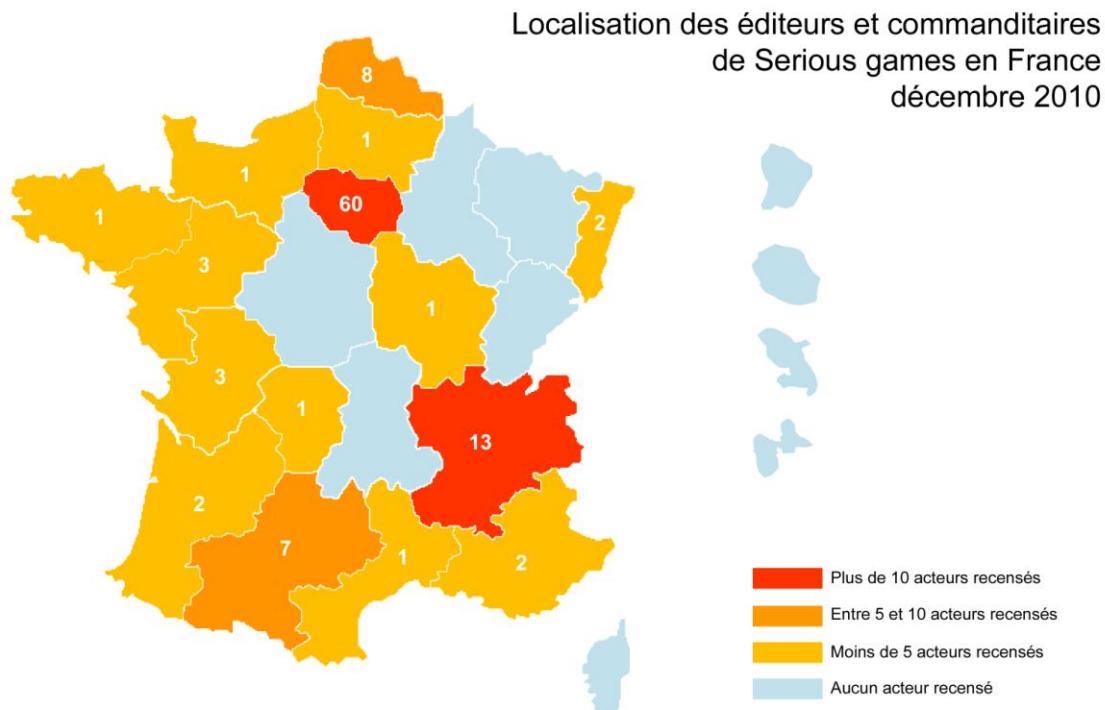 Localisation des éditeurs et commanditaires
de Serious games en France
décembre 2010
8
1
1
60
1
2
3
1
3
1
13
2
7
1
2
Plus de 10 acteurs recensés
Entre 5 et 10 acteurs recensés
Moins de 5 acteurs recensés
Aucun acteur recensé